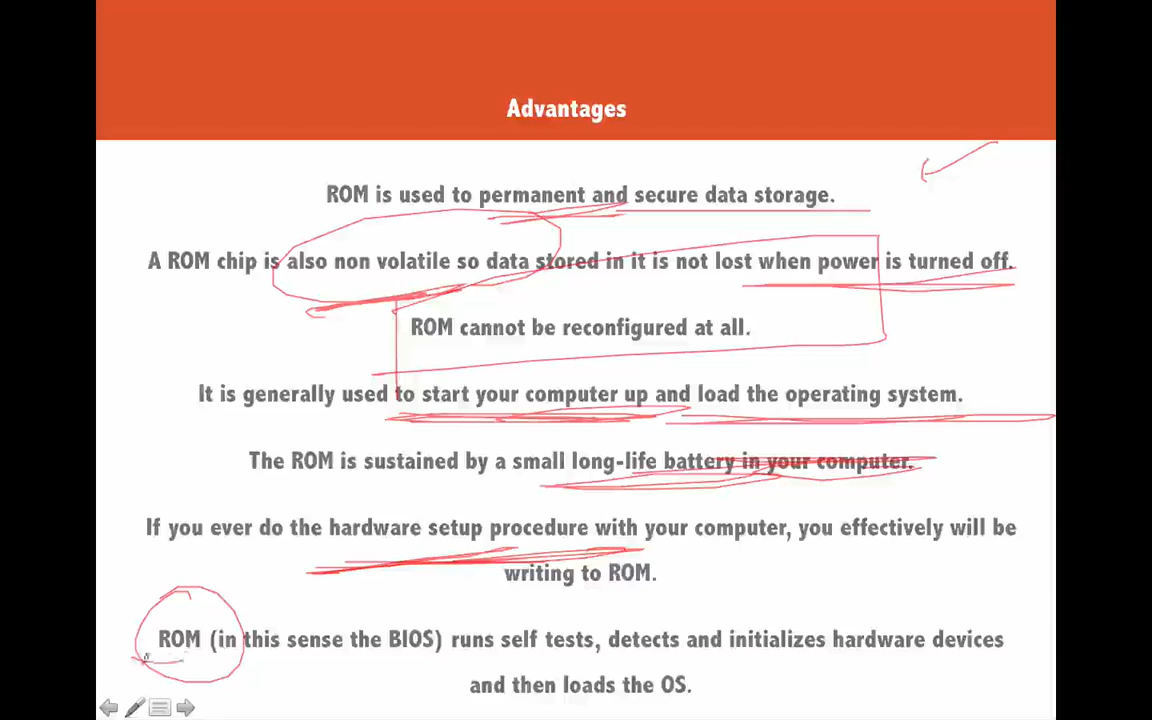 Advantages
ROM is used to permanent and secure data storage.
A ROM chip is also non volatile so data stored in it is not lost when power is turned off.
ROM cannot be reconfigured at all.
It is generally used to start your computer up and load the operating system.
The ROM is sustained by a small long-life battery in your computer.
If you ever do the hardware setup procedure with your computer, you effectively will be
writing to ROM.
ROM (in this sense the BIOS) runs self tests, detects and initializes hardware devices
and then loads the OS.